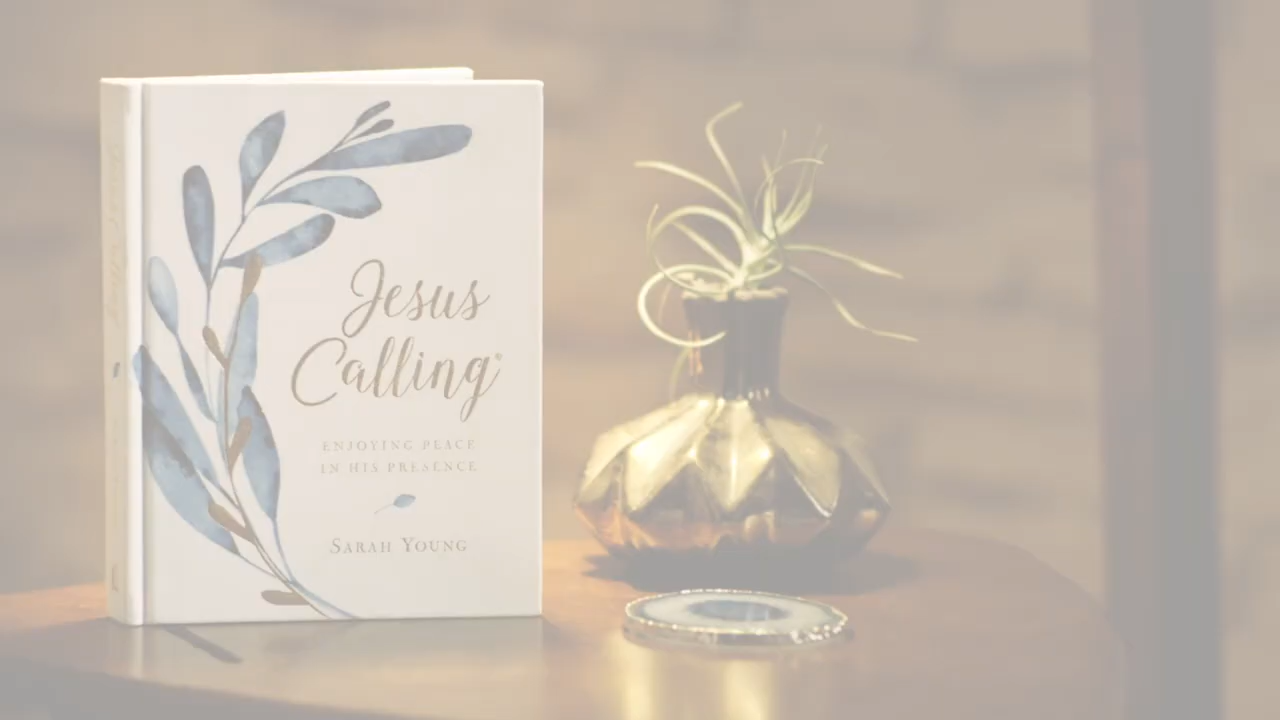 Jesus
Calling®
ENJOYING PEACE
IN HIS PRESENCE
SARAH YOUNG